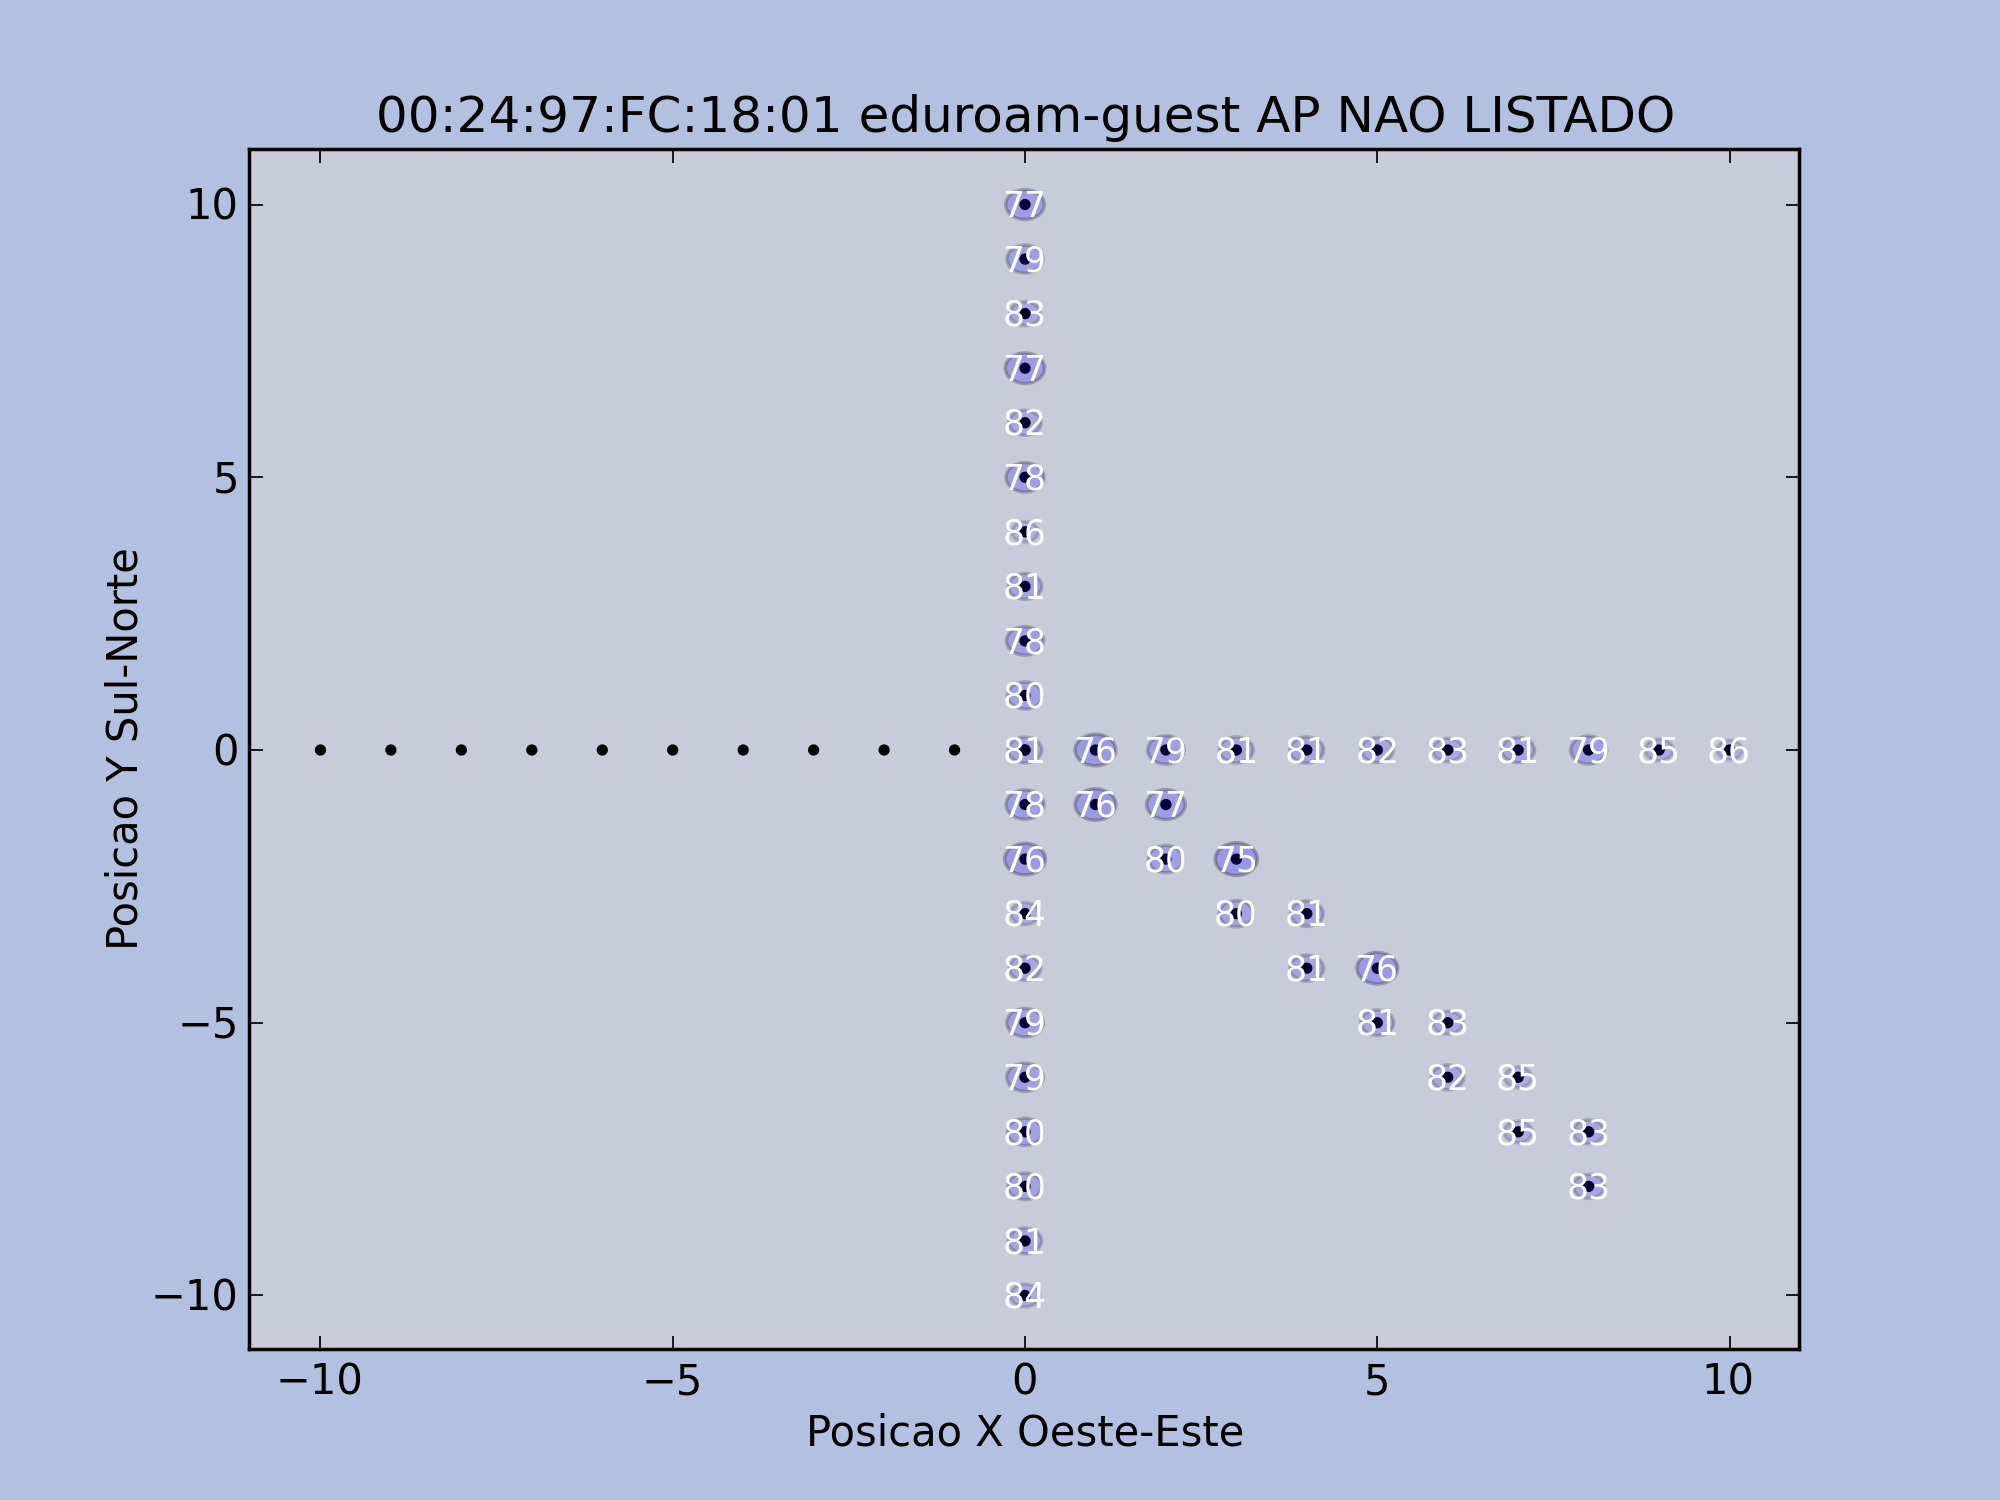 00:24:97:FC:18:01 eduroam-guest AP NAO LISTADO
10
77
79
83
77
82
5
78
86
81
78
80
0
81 76 79 81 81 82 83 81 79 85 86
78 76 77
76 80 75
84 80 81
82 81 76
−5
79 81 83
79 82 85
80 85 83
80 83
81
−10
84
−10 −5 0 5 10
Posicao X Oeste-Este
Posicao Y Sul-Norte